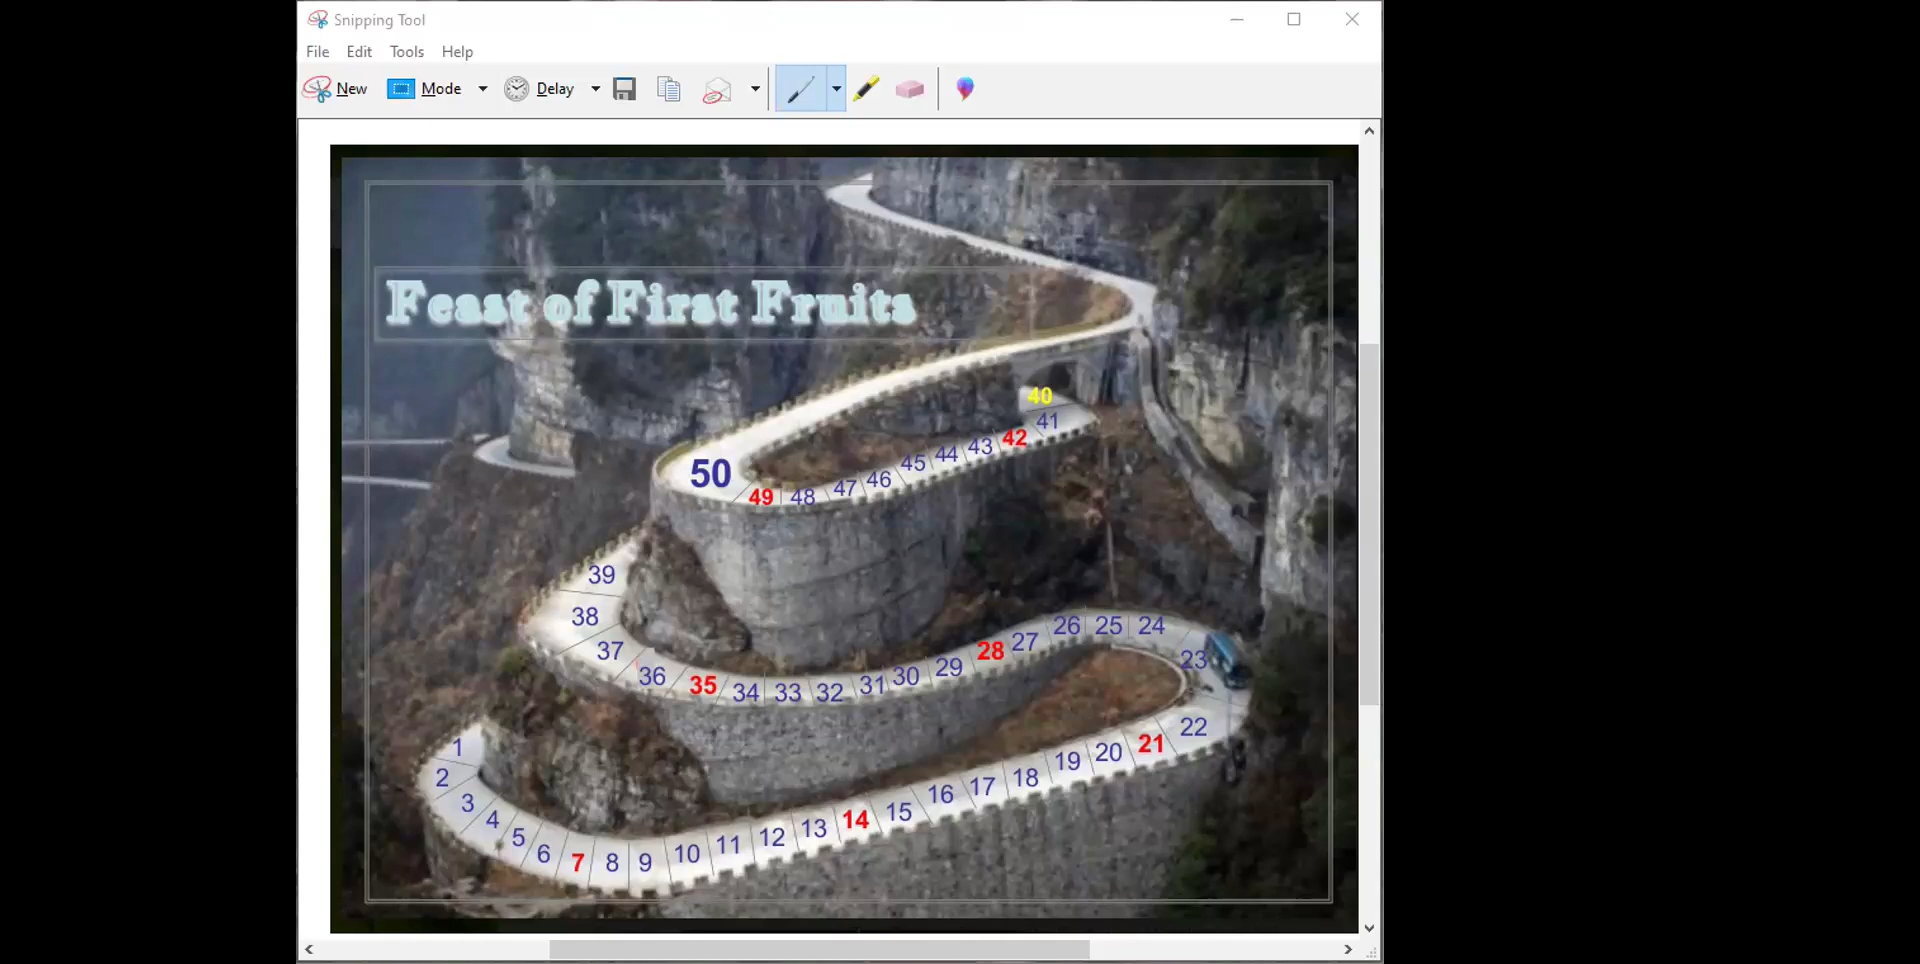 Snipping Tool
File Edit Tools Help
New Mode Delay
Feast of First Fruits
40
50 49 48 47 46 45 44 43 42 41
39
38
37
36 35 34 33 32 31 30 29 28 27 26 25 24
23
1
2
3 4 5 6 7 8 9 10 11 12 13 14 15 16 17 18 19 20 21 22